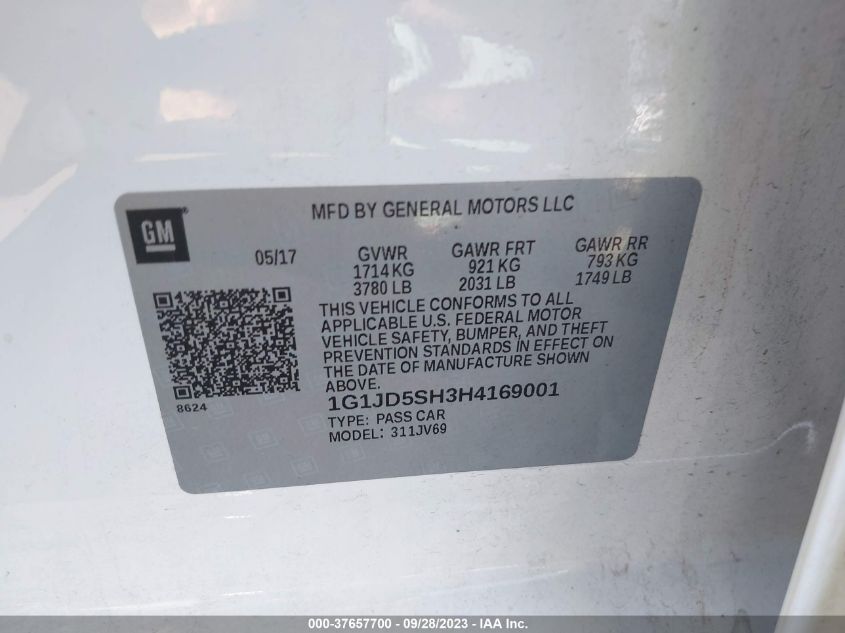 GM
MFD BY GENERAL MOTORS LLC
05/17
GVWR
1714 KG
3780 LB
GAWR FRT
921 KG
2031 LB
GAWR RR
793 KG
1749 LB
THIS VEHICLE CONFORMS TO ALL
APPLICABLE U.S. FEDERAL MOTOR
VEHICLE SAFETY, BUMPER, AND THEFT
PREVENTION STANDARDS IN EFFECT ON
THE DATE OF MANUFACTURE SHOWN
ABOVE.
8624
1G1JD5SH3H4169001
TYPE: PASS CAR
MODEL: 311JV69
000-37657700 - 09/28/2023 - IAA Inc.